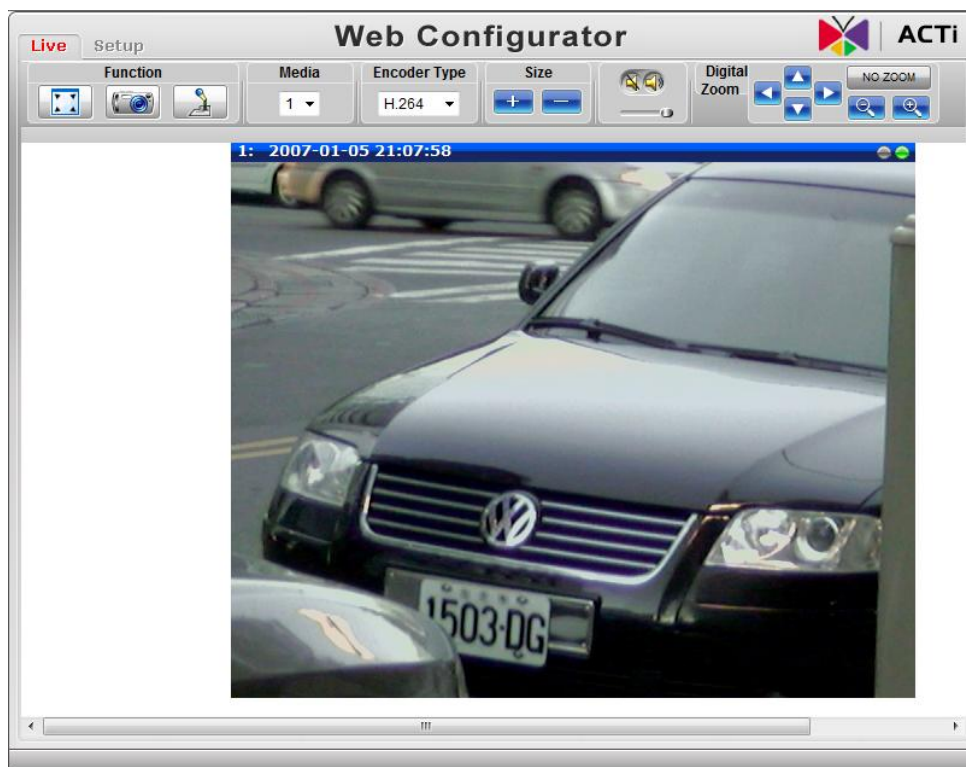 Live Setup Web Configurator ACTi
Function Media Encoder Type Size Digital Zoom
1 H.264 NO ZOOM
1: 2007-01-05 21:07:58
1503-DG